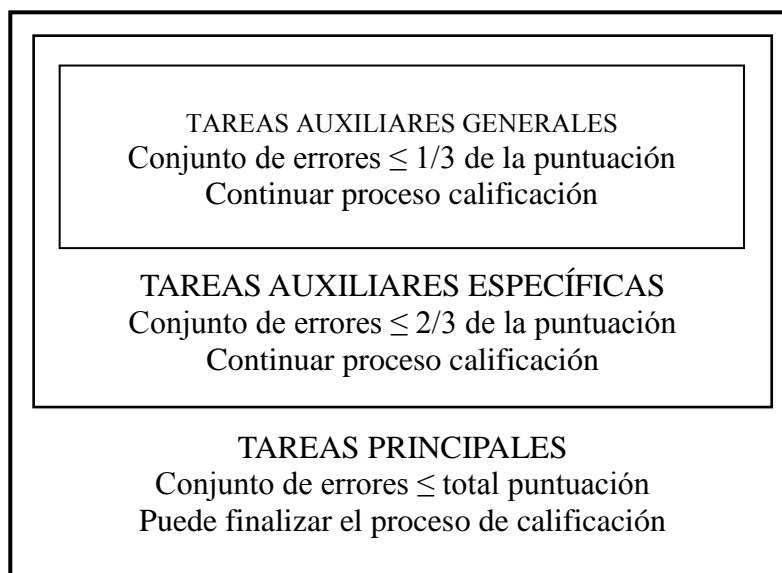 TAREAS AUXILIARES GENERALES
Conjunto de errores ≤ 1/3 de la puntuación
Continuar proceso calificación
TAREAS AUXILIARES ESPECÍFICAS
Conjunto de errores ≤ 2/3 de la puntuación
Continuar proceso calificación
TAREAS PRINCIPALES
Conjunto de errores ≤ total puntuación
Puede finalizar el proceso de calificación